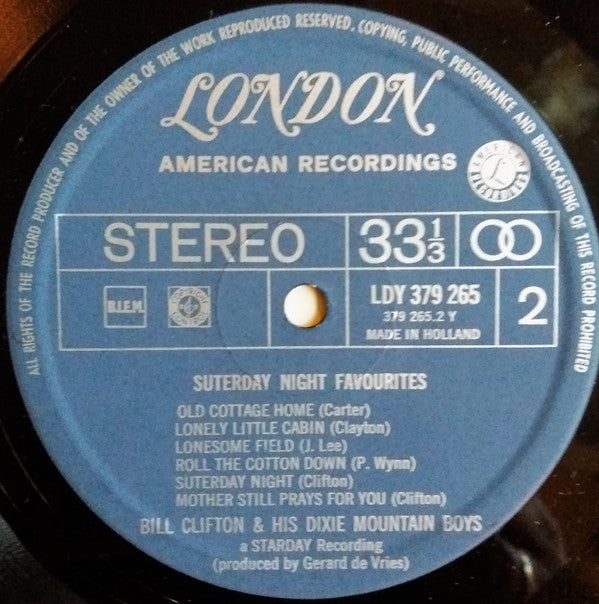 ALL RIGHTS OF THE RECORD PRODUCER AND OF THE OWNER OF THE WORK REPRODUCED RESERVED. COPYING, PUBLIC PERFORMANCE AND BROADCASTING OF THIS RECORD PROHIBITED
LONDON
AMERICAN RECORDINGS
AMERICAN
L
RECORDINGS
STEREO
33⅓
B.I.E.M.
LDY 379 265
379 265.2 Y
MADE IN HOLLAND
2
SUTERDAY NIGHT FAVOURITES
OLD COTTAGE HOME (Carter)
LONELY LITTLE CABIN (Clayton)
LONESOME FIELD (J. Lee)
ROLL THE COTTON DOWN (P. Wynn)
SUTERDAY NIGHT (Clifton)
MOTHER STILL PRAYS FOR YOU (Clifton)
BILL CLIFTON & HIS DIXIE MOUNTAIN BOYS
a STARDAY Recording
(produced by Gerard de Vries)